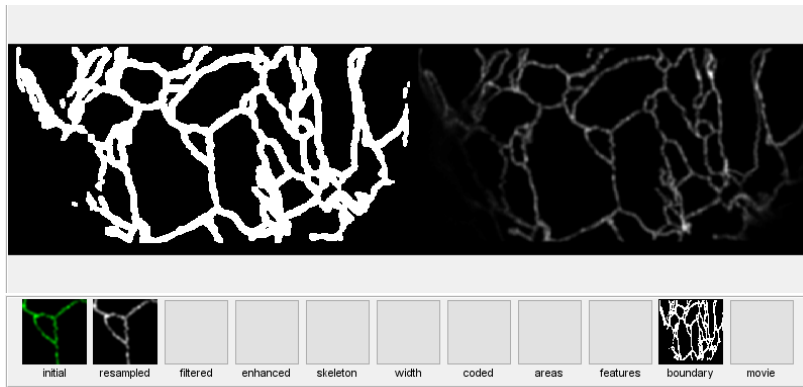 initial resampled filtered enhanced skeleton width coded areas features boundary movie